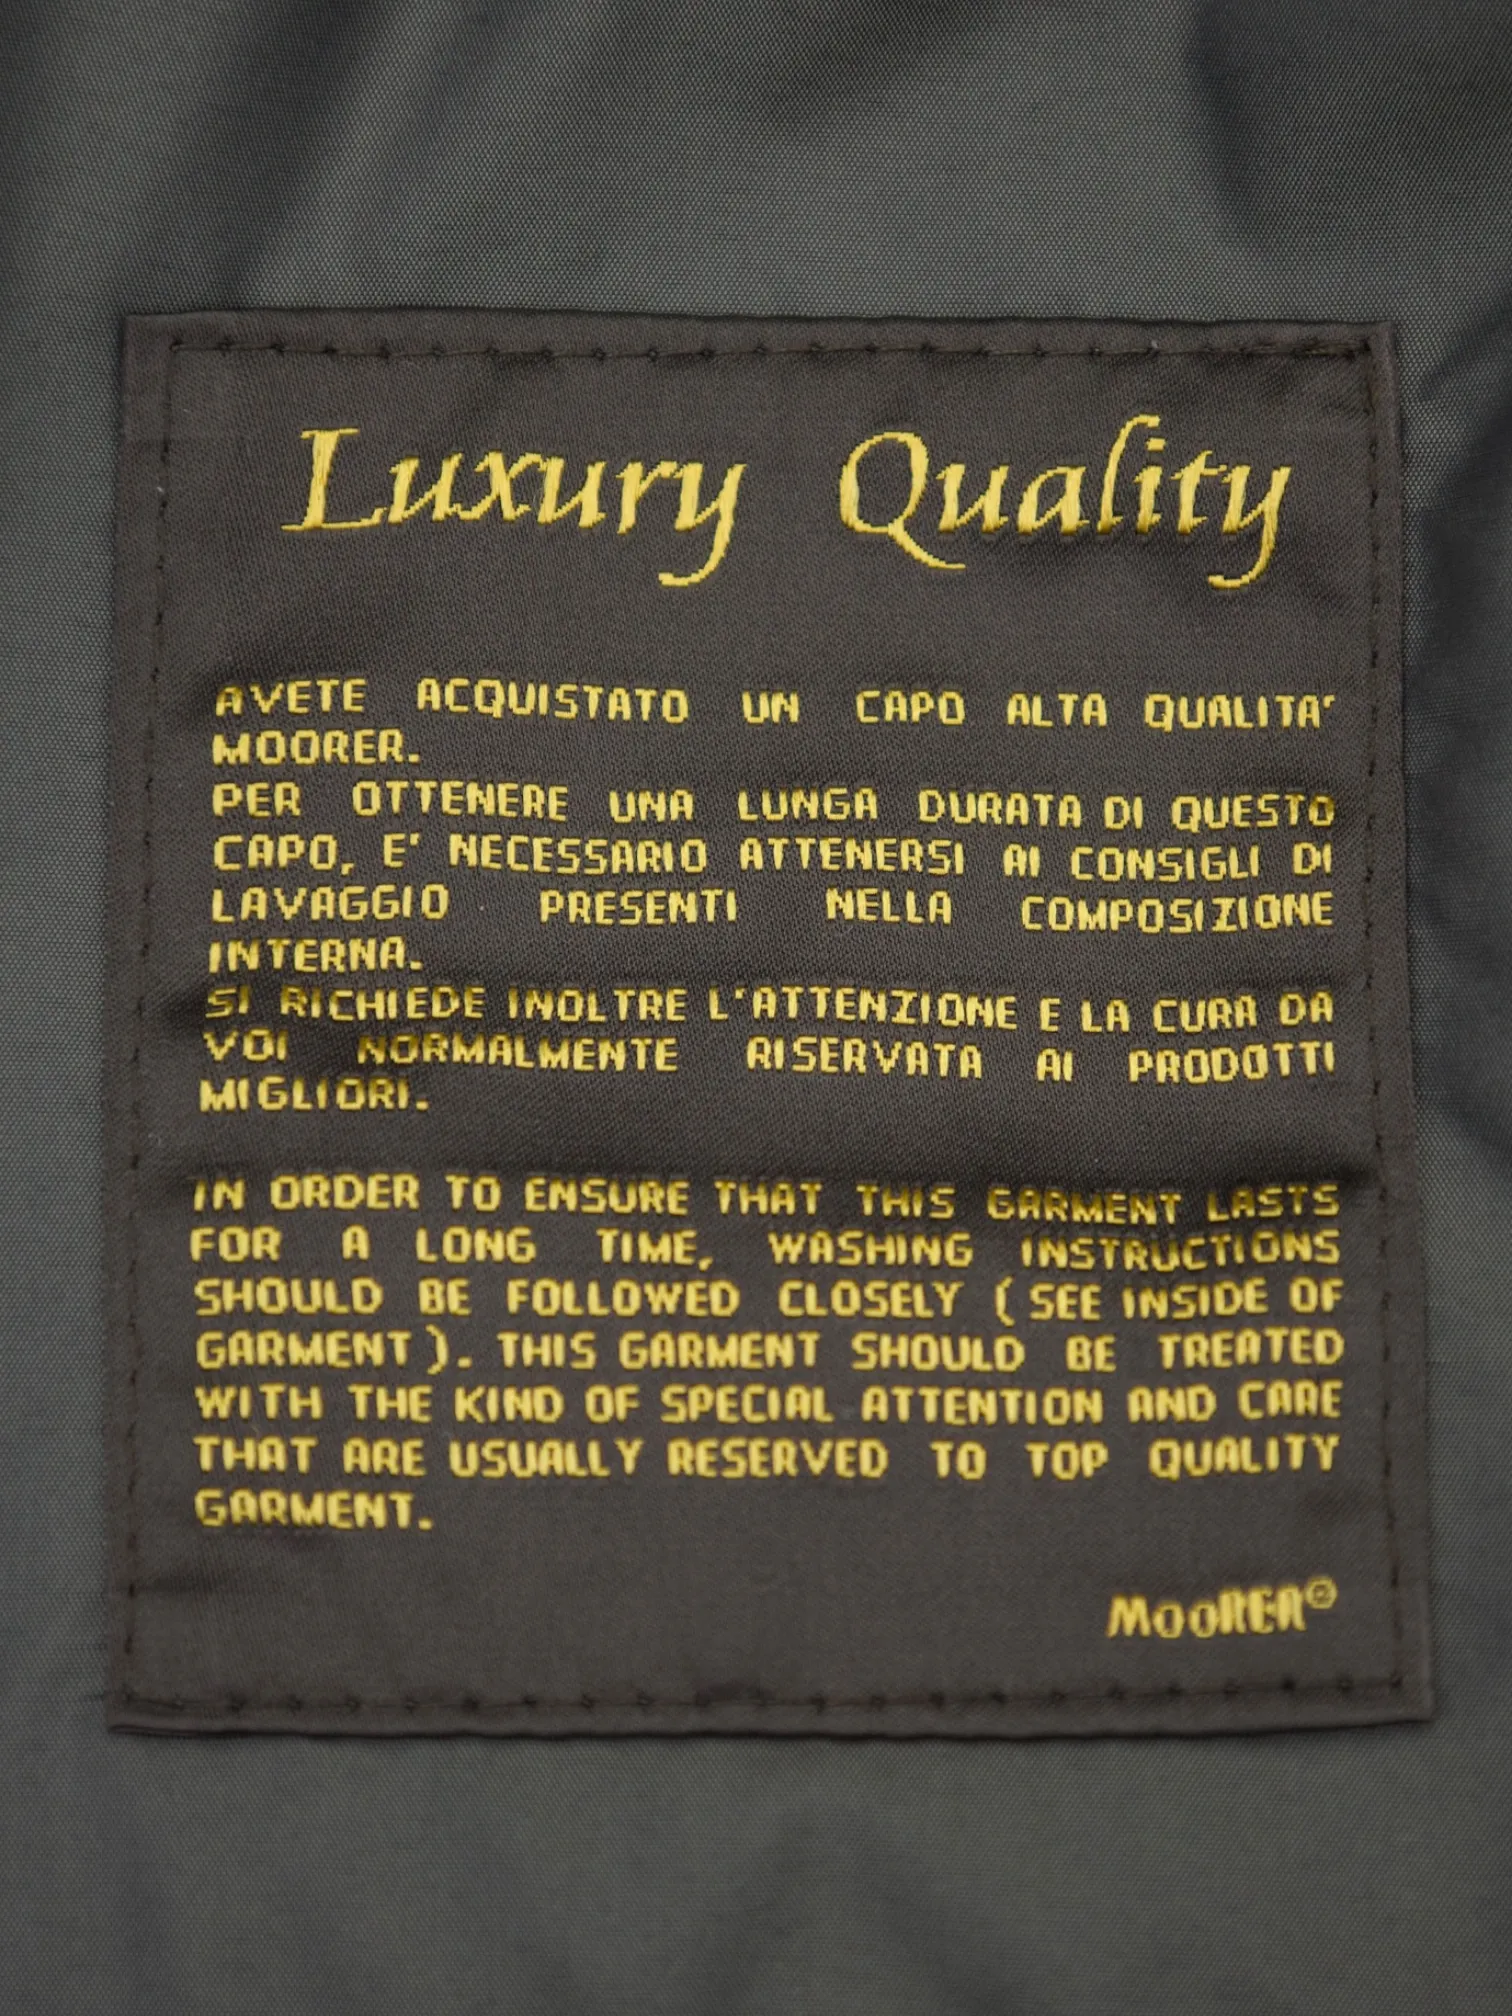 Luxury Quality
AVETE ACQUISTATO UN CAPO ALTA QUALITA'
MOORER.
PER OTTENERE UNA LUNGA DURATA DI QUESTO
CAPO, E' NECESSARIO ATTENERSI AI CONSIGLI DI
LAVAGGIO PRESENTI NELLA COMPOSIZIONE
INTERNA.
SI RICHIEDE INOLTRE L'ATTENZIONE E LA CURA DA
VOI NORMALMENTE RISERVATA AI PRODOTTI
MIGLIORI.
IN ORDER TO ENSURE THAT THIS GARMENT LASTS
FOR A LONG TIME, WASHING INSTRUCTIONS
SHOULD BE FOLLOWED CLOSELY (SEE INSIDE OF
GARMENT). THIS GARMENT SHOULD BE TREATED
WITH THE KIND OF SPECIAL ATTENTION AND CARE
THAT ARE USUALLY RESERVED TO TOP QUALITY
GARMENT.
MooRER®